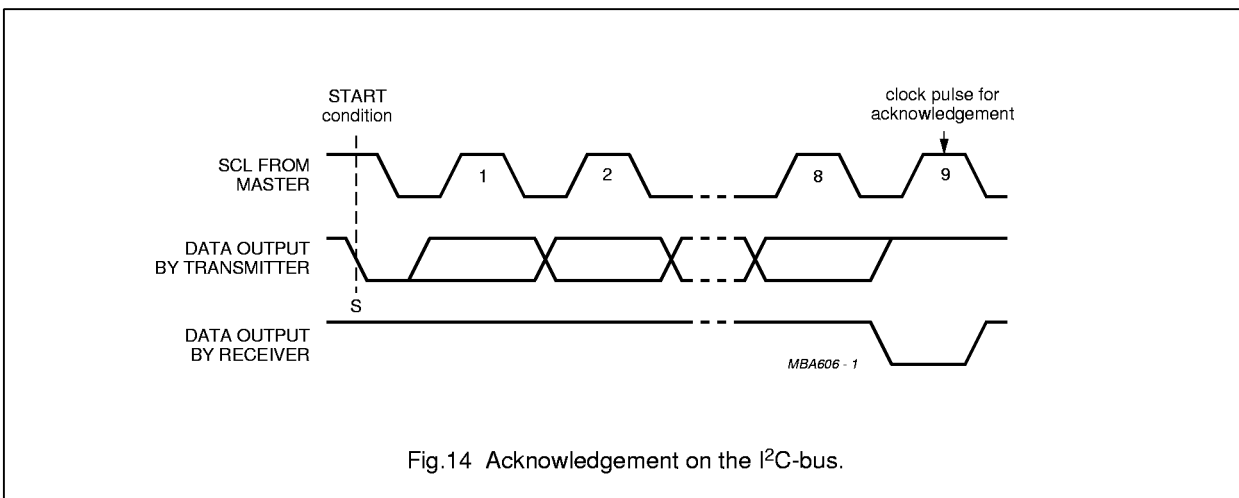 START
condition
clock pulse for
acknowledgement
SCL FROM
MASTER
1
2
8
9
DATA OUTPUT
BY TRANSMITTER
S
DATA OUTPUT
BY RECEIVER
MBA606 - 1
Fig.14 Acknowledgement on the I²C-bus.